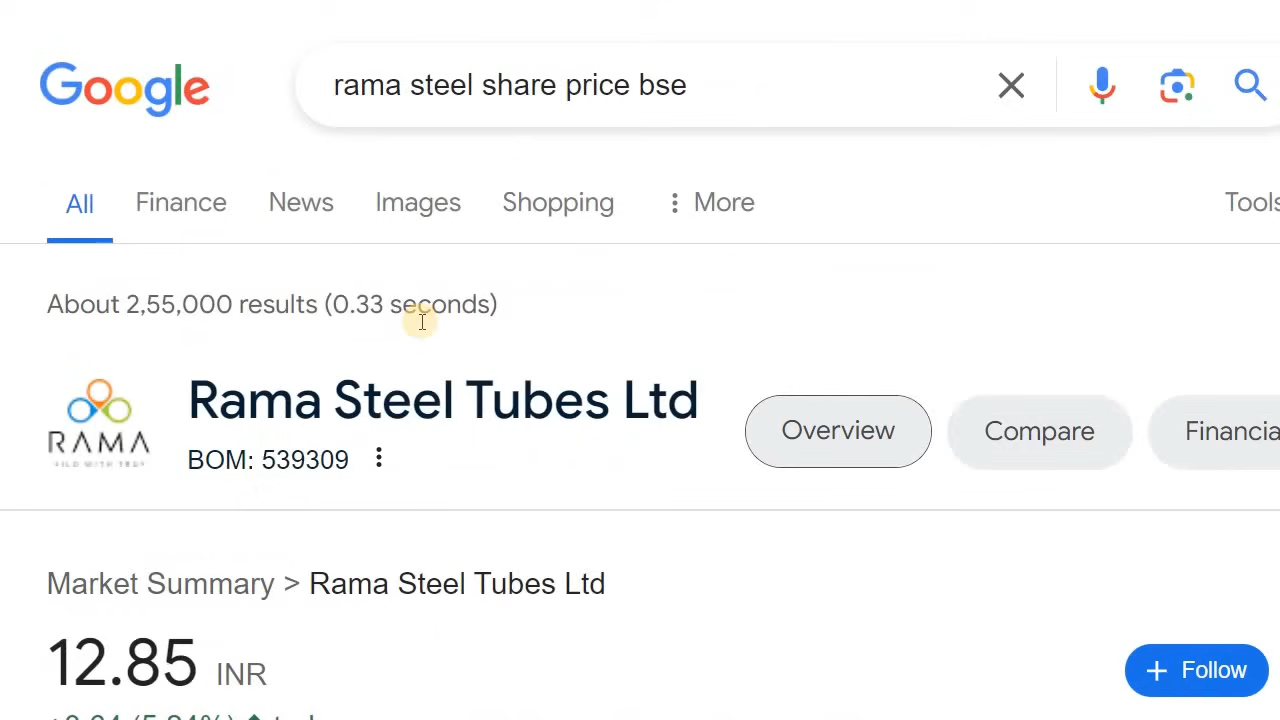 Google
rama steel share price bse
All Finance News Images Shopping More Tools
About 2,55,000 results (0.33 seconds)
RAMA
Rama Steel Tubes Ltd
BOM: 539309
Overview Compare Financia
Market Summary > Rama Steel Tubes Ltd
12.85 INR
+ Follow